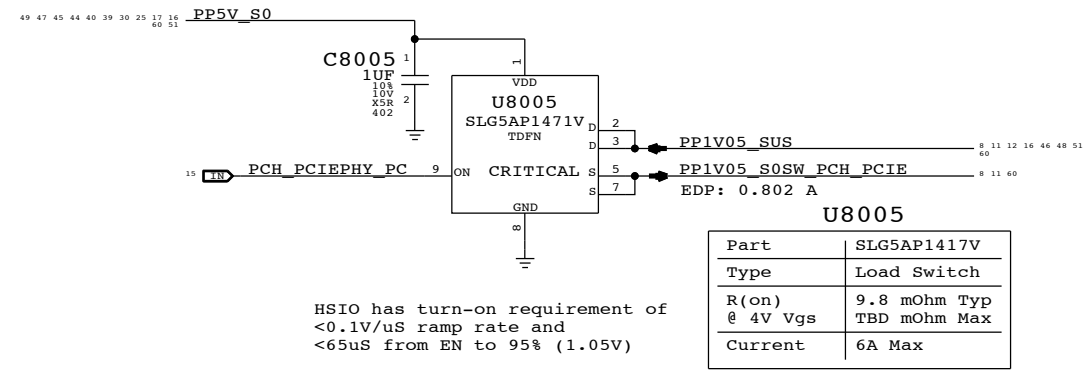 49 47 45 44 40 39 30 25 17 16
60 51
PP5V_S0
C8005
1
1UF
10%
10V
X5R
402
2
1
VDD
U8005
SLG5AP1471V
TDFN
D 2
D 3
PP1V05_SUS
8 11 12 16 46 48 51
60
15 IN PCH_PCIEPHY_PC 9 ON
CRITICAL
S 5
S 7
PP1V05_S0SW_PCH_PCIE
8 11 60
EDP: 0.802 A
GND
8
U8005
Part SLG5AP1417V
Type Load Switch
R(on) 9.8 mOhm Typ
@ 4V Vgs TBD mOhm Max
Current 6A Max
HSIO has turn-on requirement of
<0.1V/uS ramp rate and
<65uS from EN to 95% (1.05V)